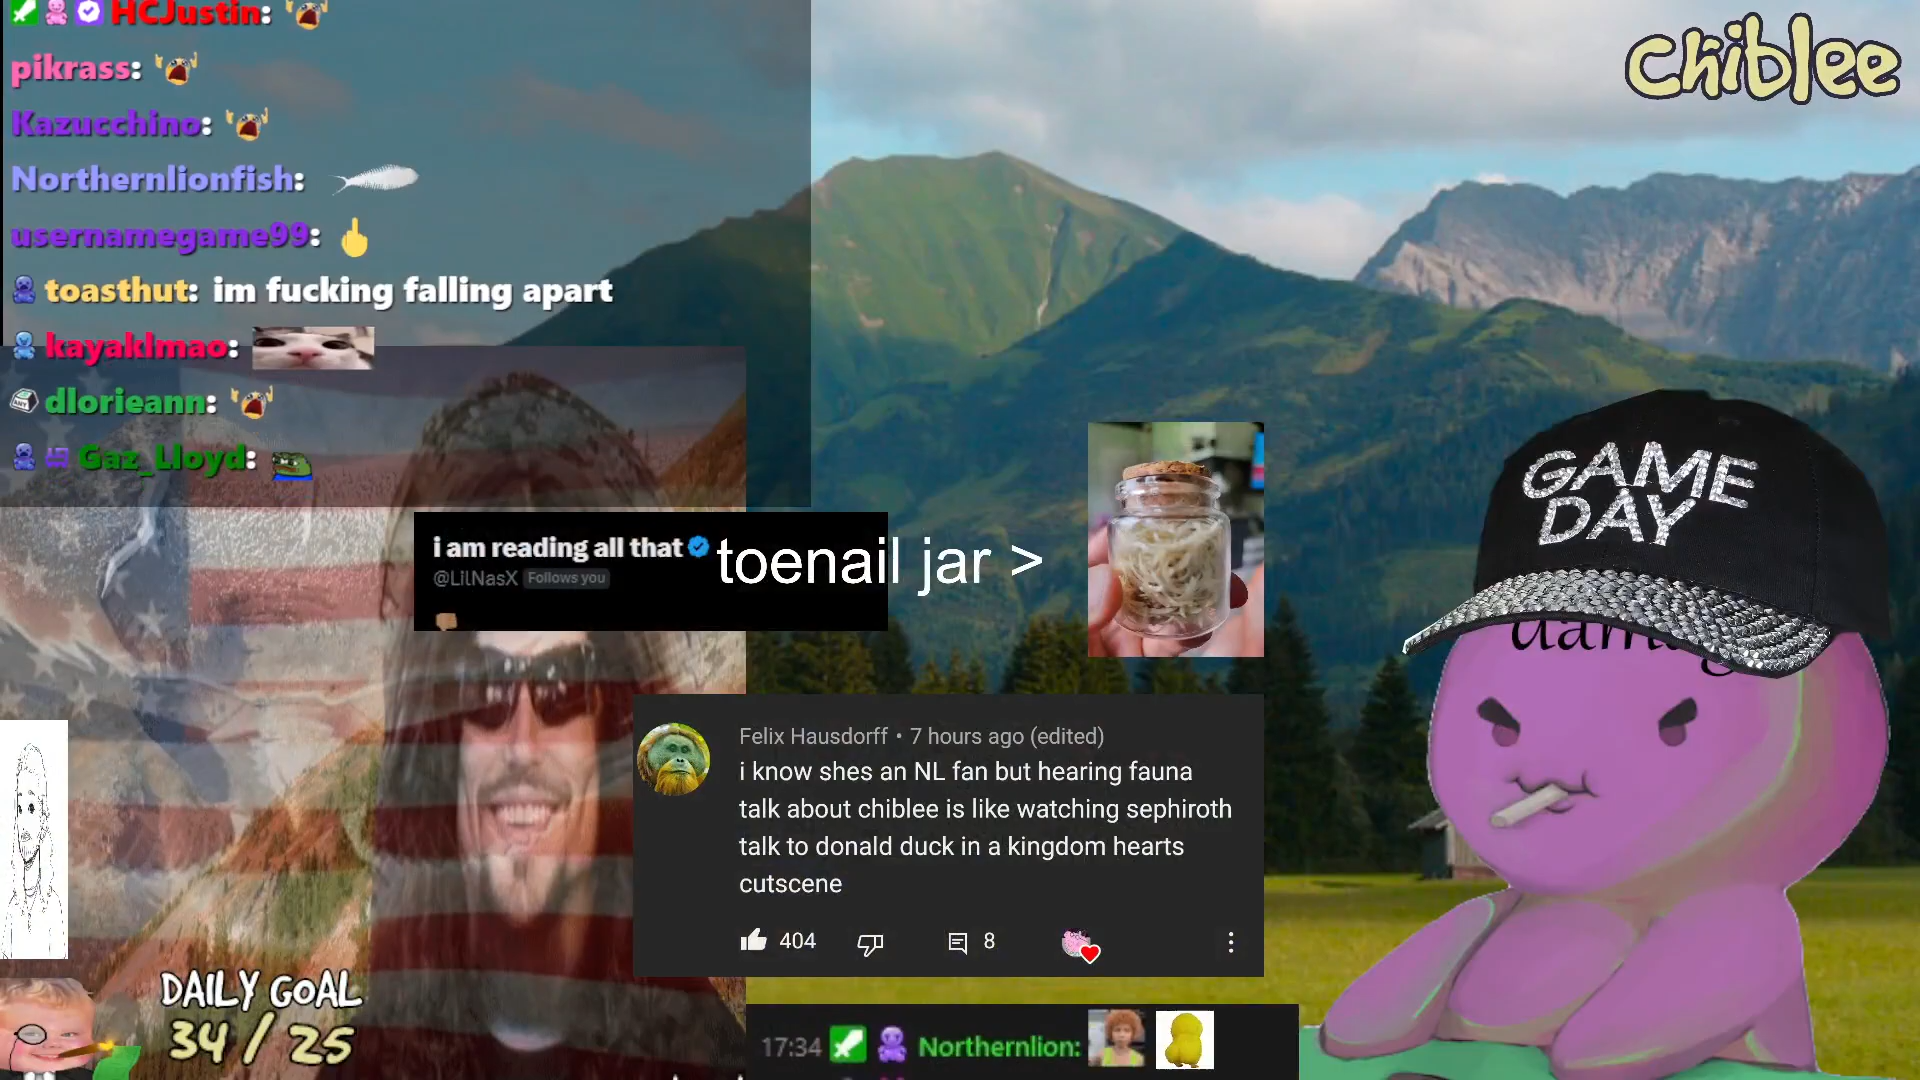 HCJustin:
pikrass:
Kazucchino:
Northernlionfish:
usernamegame99:
toasthut: im fucking falling apart
kayaklmao:
dlorieann:
Gaz_Lloyd:
Chiblee
i am reading all that
@LilNasX Follows you
toenail jar >
GAME
DAY
Felix Hausdorff • 7 hours ago (edited)
i know shes an NL fan but hearing fauna
talk about chiblee is like watching sephiroth
talk to donald duck in a kingdom hearts
cutscene
404
8
DAILY GOAL
34 / 25
17:34 Northernlion: